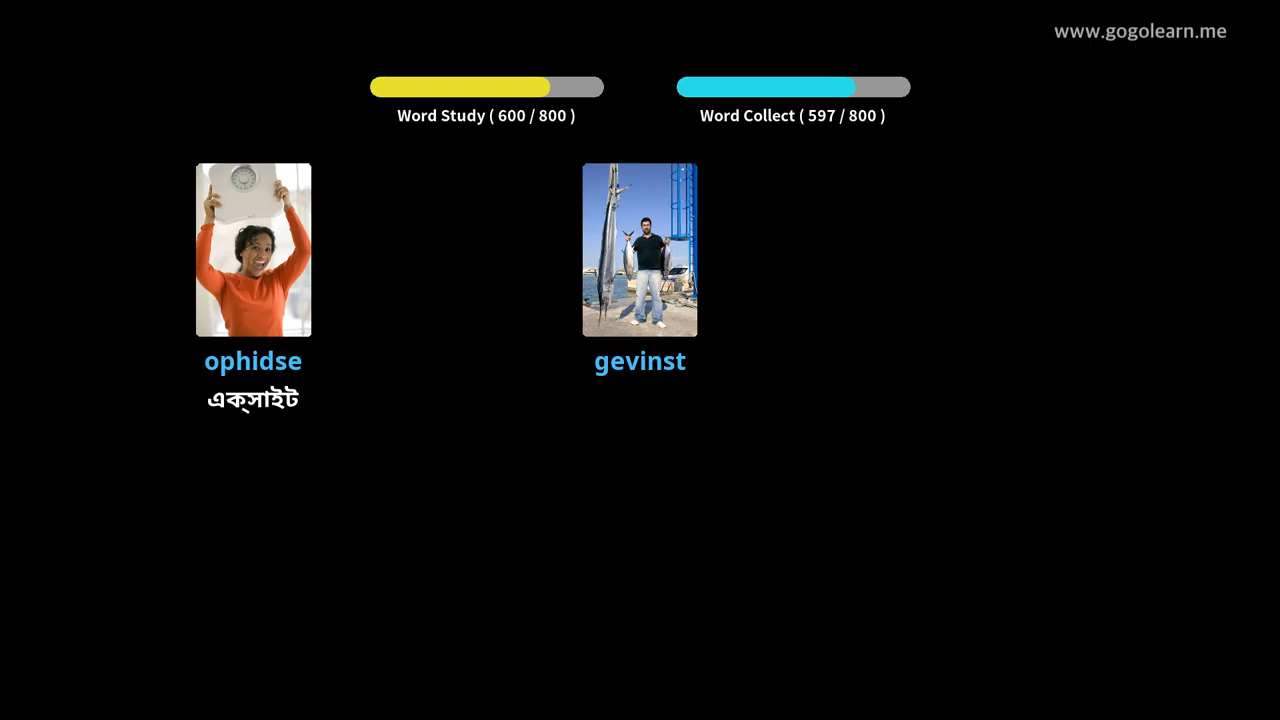 www.gogolearn.me
Word Study ( 600 / 800 )
Word Collect ( 597 / 800 )
ophidse
gevinst
এক্সাইট